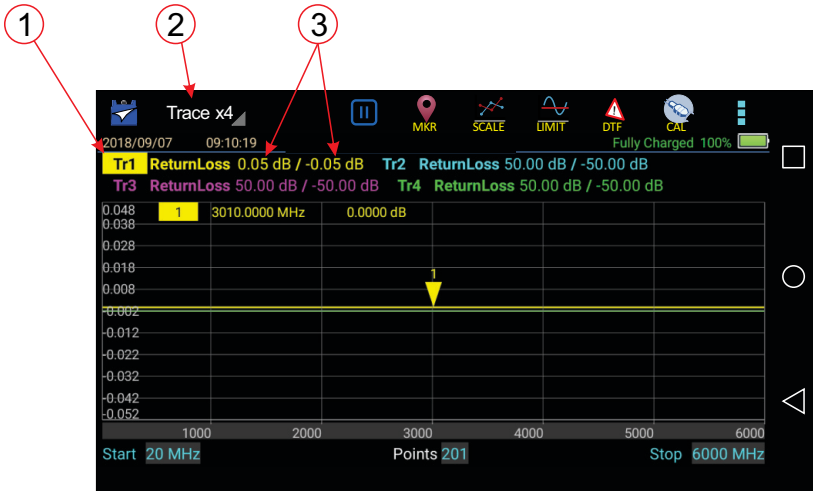 1 2 3
Trace x4
MKR SCALE LIMIT DTF CAL
2018/09/07 09:10:19 Fully Charged 100%
Tr1 ReturnLoss 0.05 dB / -0.05 dB Tr2 ReturnLoss 50.00 dB / -50.00 dB
Tr3 ReturnLoss 50.00 dB / -50.00 dB Tr4 ReturnLoss 50.00 dB / -50.00 dB
0.048 1 3010.0000 MHz 0.0000 dB
0.038
0.028
0.018
0.008 1
-0.002
-0.012
-0.022
-0.032
-0.042
-0.052
1000 2000 3000 4000 5000 6000
Start 20 MHz Points 201 Stop 6000 MHz